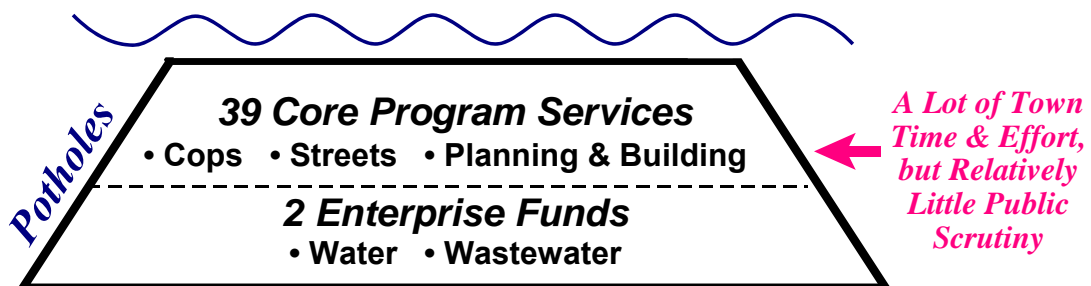 39 Core Program Services
• Cops • Streets • Planning & Building
2 Enterprise Funds
• Water • Wastewater
Potholes
A Lot of Town
Time & Effort,
but Relatively
Little Public
Scrutiny